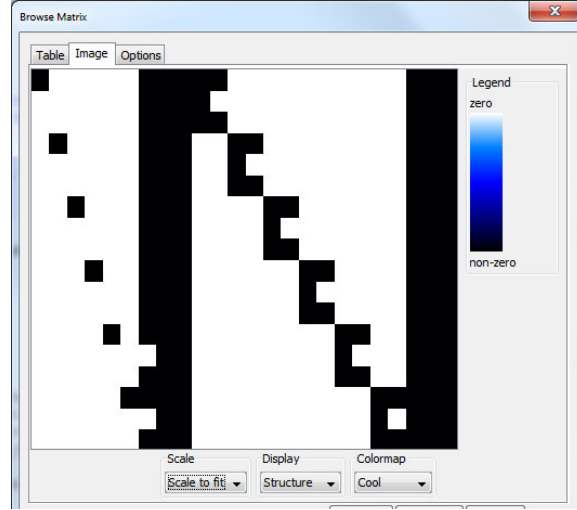 Browse Matrix
Table Image Options
Legend
zero
non-zero
Scale Display Colormap
Scale to fit Structure Cool